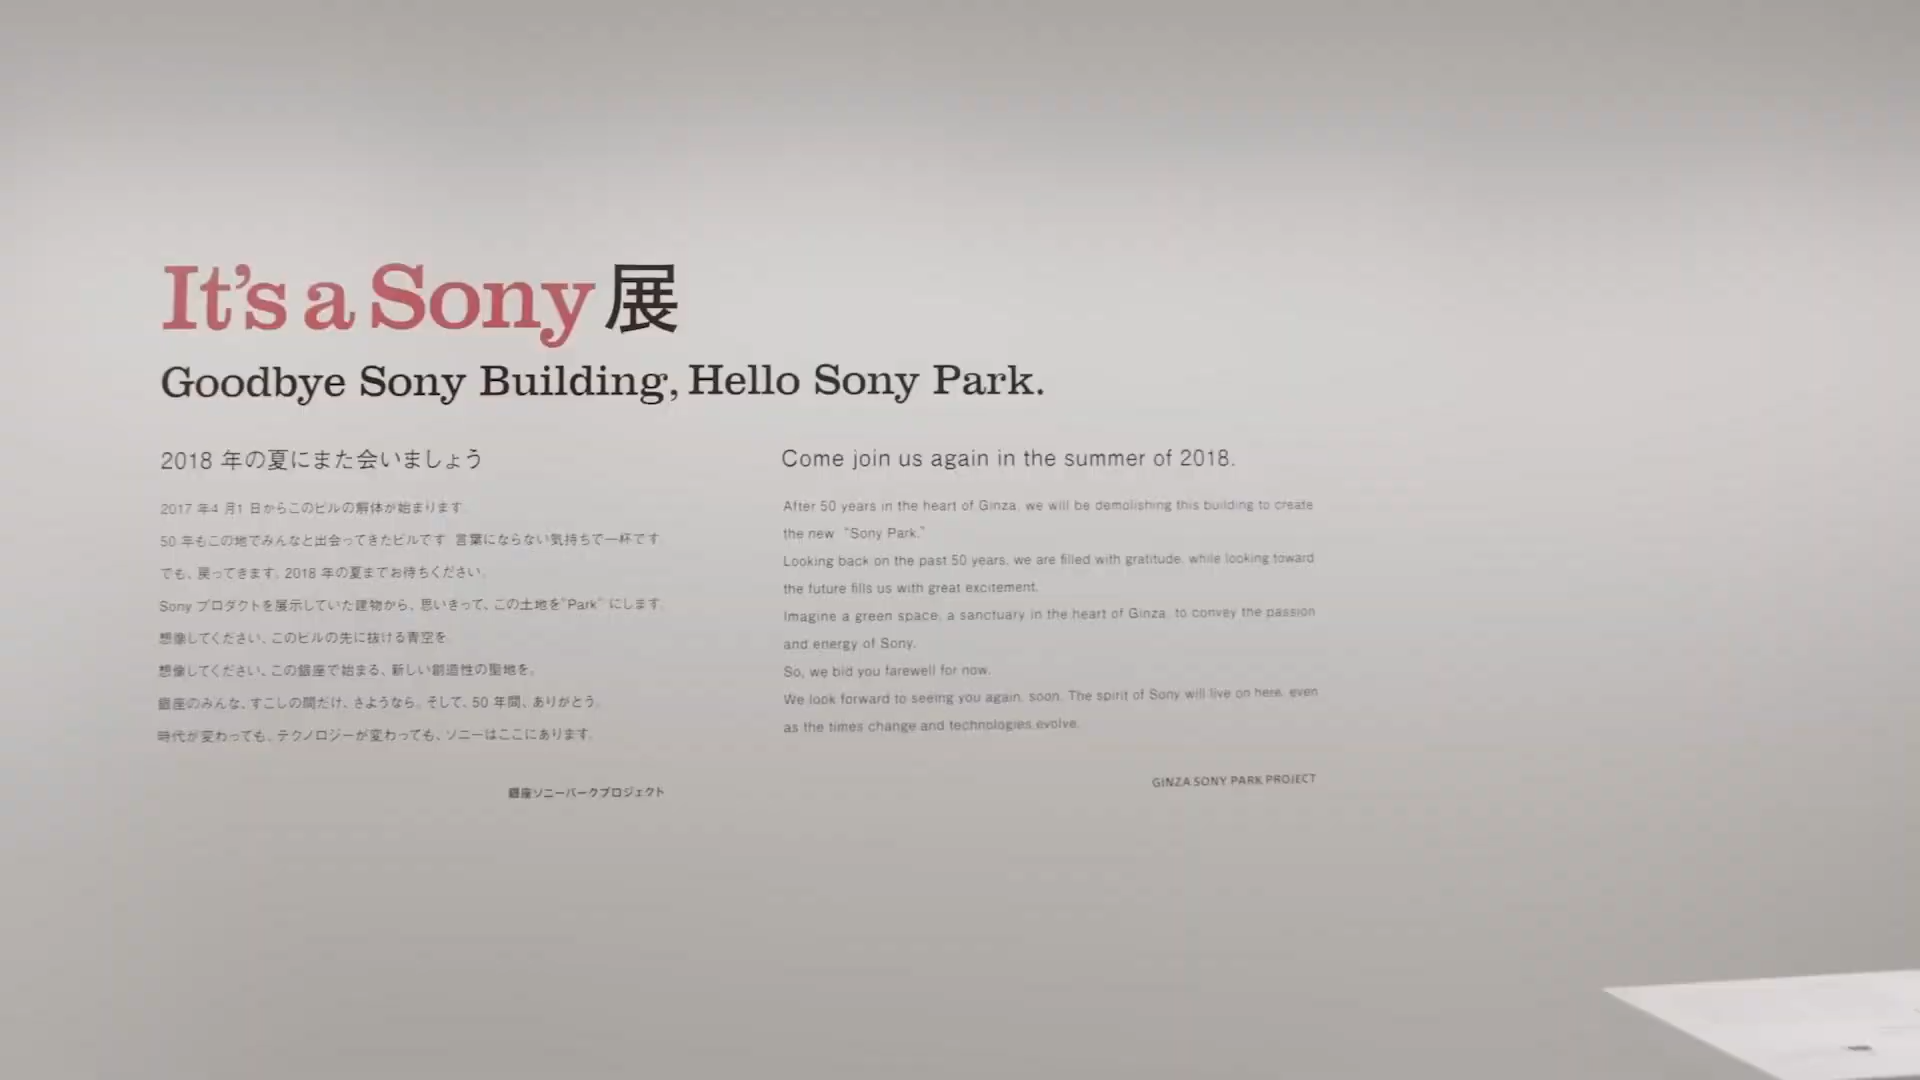 It's a Sony 展
Goodbye Sony Building, Hello Sony Park.
2018 年の夏にまた会いましょう
2017 年4 月1 日からこのビルの解体が始まります。
50 年もこの地でみんなと出会ってきたビルです。言葉にならない気持ちで一杯です。
でも、戻ってきます。2018 年の夏までお待ちください。
Sony プロダクトを展示していた建物から、思いきって、この土地を“Park” にします。
想像してください、このビルの先に抜ける青空を。
想像してください、この銀座で始まる、新しい創造性の聖地を。
銀座のみんな、すこしの間だけ、さようなら。そして、50 年間、ありがとう。
時代が変わっても、テクノロジーが変わっても、ソニーはここにあります。
銀座ソニーパークプロジェクト
Come join us again in the summer of 2018.
After 50 years in the heart of Ginza, we will be demolishing this building to create
the new “Sony Park.”
Looking back on the past 50 years, we are filled with gratitude, while looking toward
the future fills us with great excitement.
Imagine a green space, a sanctuary in the heart of Ginza, to convey the passion
and energy of Sony.
So, we bid you farewell for now.
We look forward to seeing you again, soon. The spirit of Sony will live on here, even
as the times change and technologies evolve.
GINZA SONY PARK PROJECT